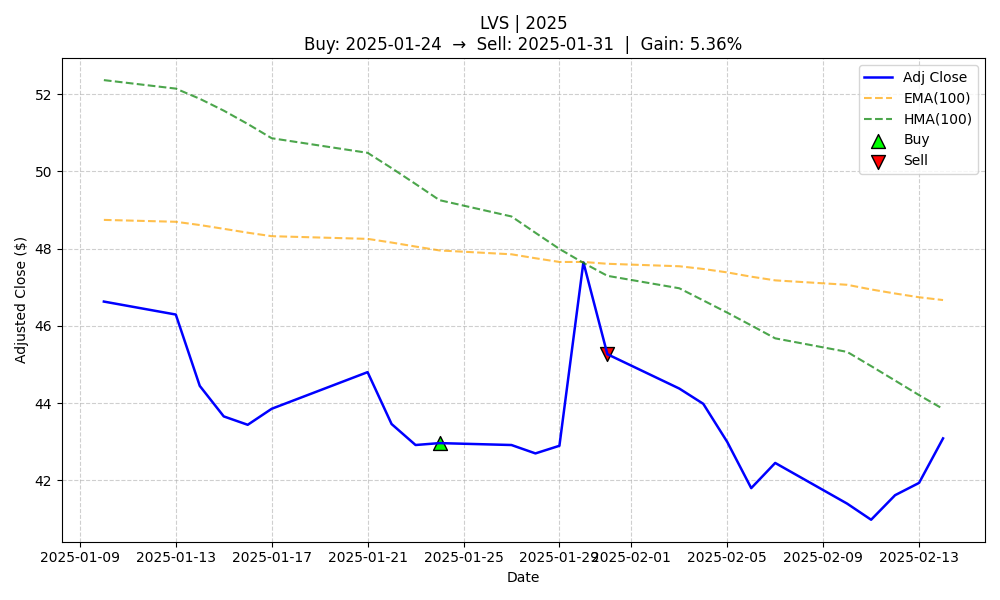 LVS | 2025
Buy: 2025-01-24 → Sell: 2025-01-31 | Gain: 5.36%
Adj Close
EMA(100)
HMA(100)
Buy
Sell
Adjusted Close ($)
52
50
48
46
44
42
2025-01-09 2025-01-13 2025-01-17 2025-01-21 2025-01-25 2025-01-29 2025-02-01 2025-02-05 2025-02-09 2025-02-13
Date